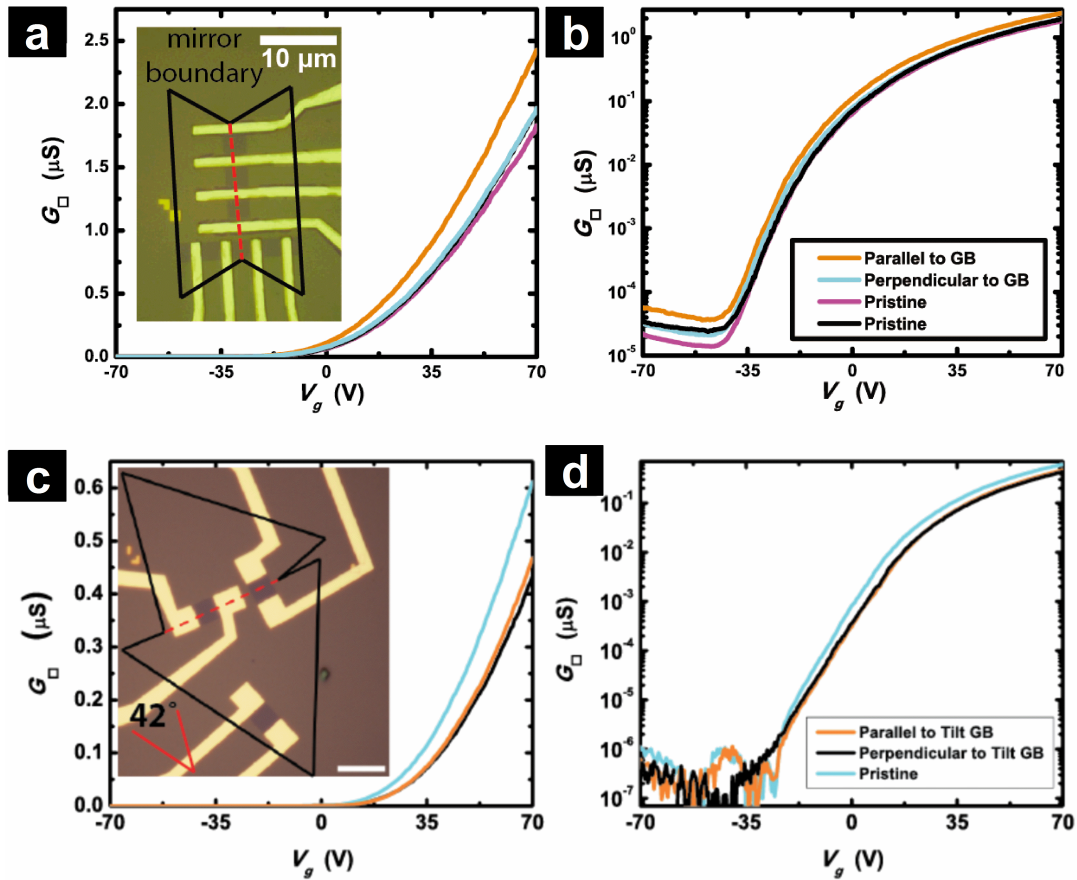 a
2.5
2.0
1.5
1.0
0.5
0.0
G□ (μS)
mirror
boundary
10 μm
-70
-35
0
35
70
Vg (V)
b
10⁰
10⁻¹
10⁻²
10⁻³
10⁻⁴
10⁻⁵
G□ (μS)
Parallel to GB
Perpendicular to GB
Pristine
Pristine
-70
-35
0
35
70
Vg (V)
c
0.6
0.5
0.4
0.3
0.2
0.1
0.0
G□ (μS)
42°
-70
-35
0
35
70
Vg (V)
d
10⁻¹
10⁻²
10⁻³
10⁻⁴
10⁻⁵
10⁻⁶
10⁻⁷
G□ (μS)
Parallel to Tilt GB
Perpendicular to Tilt GB
Pristine
-70
-35
0
35
70
Vg (V)